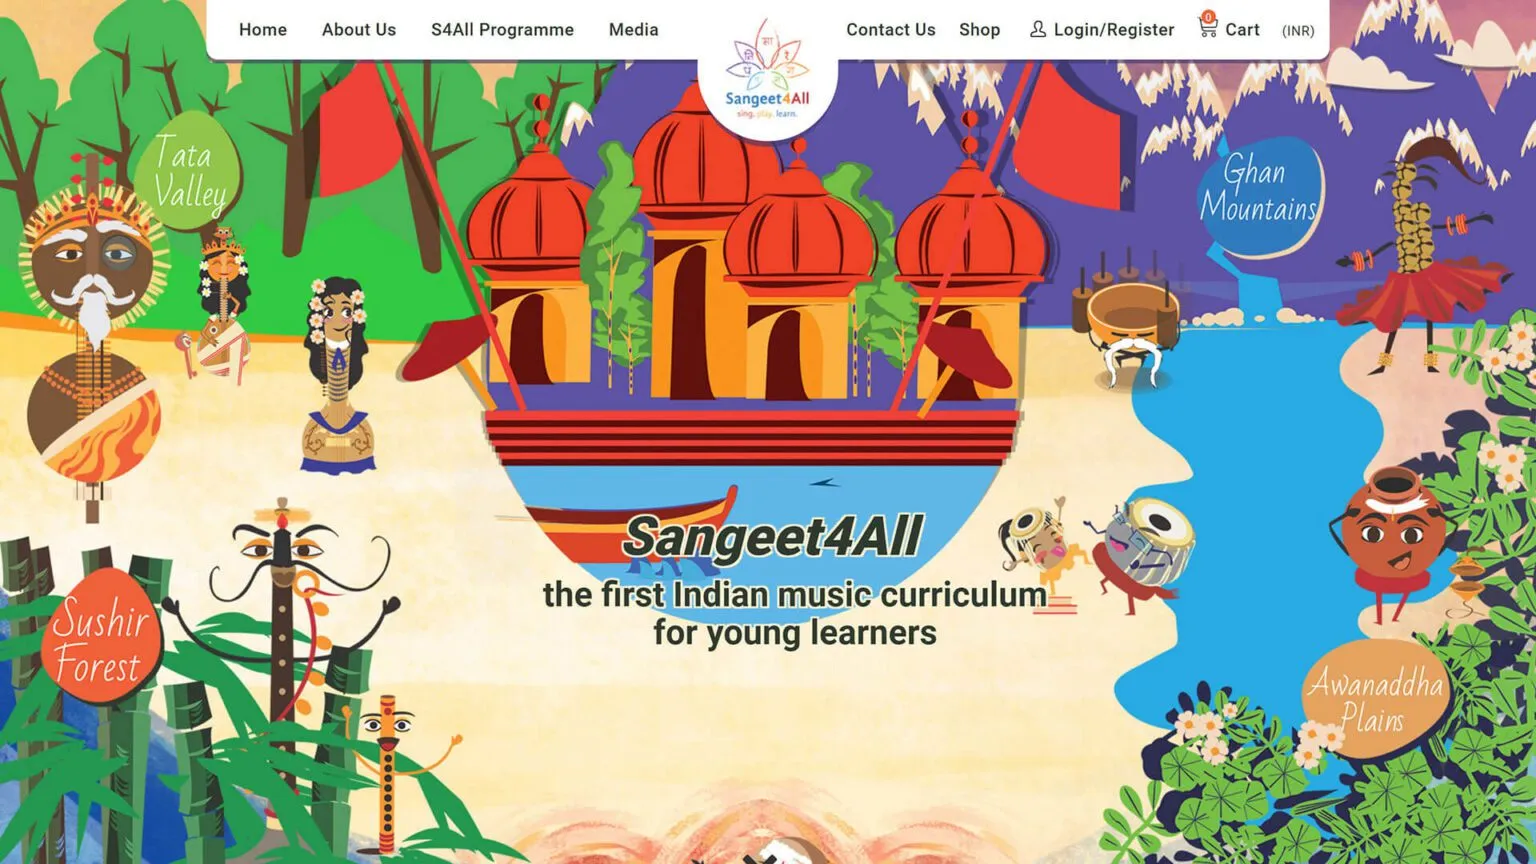 Home
About Us
S4All Programme
Media
Contact Us
Shop
Login/Register
0
Cart
(INR)
सा
नि
रे
Sangeet4All
sing. play. learn.
Tata
Valley
Ghan
Mountains
Sangeet4All
the first Indian music curriculum
for young learners
Sushir
Forest
Awanaddha
Plains